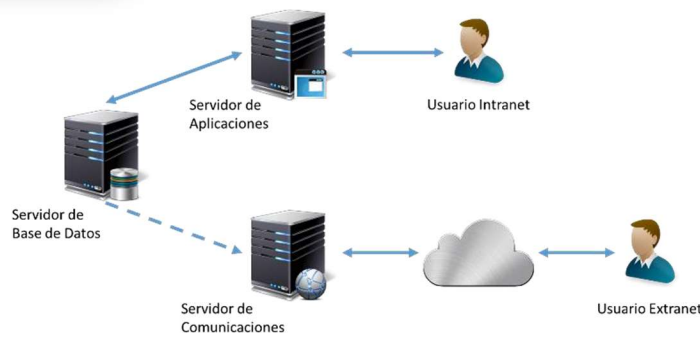 Servidor de
Aplicaciones
Usuario Intranet
Servidor de
Base de Datos
Servidor de
Comunicaciones
Usuario Extranet